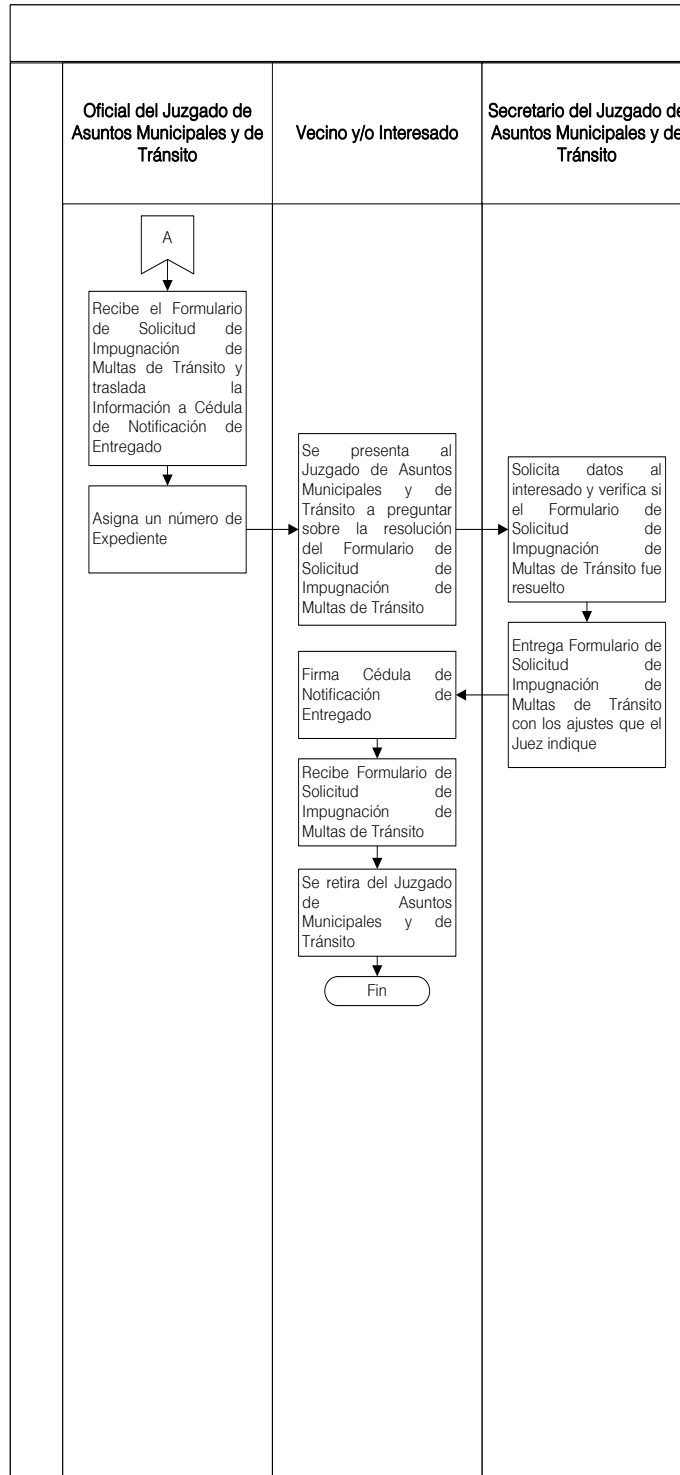 Oficial del Juzgado de
Asuntos Municipales y de
Tránsito
Vecino y/o Interesado
Secretario del Juzgado de
Asuntos Municipales y de
Tránsito
A
Recibe el Formulario
de Solicitud de
Impugnación de
Multas de Tránsito y
traslada la
Información a Cédula
de Notificación de
Entregado
Asigna un número de
Expediente
Se presenta al
Juzgado de Asuntos
Municipales y de
Tránsito a preguntar
sobre la resolución
del Formulario de
Solicitud de
Impugnación de
Multas de Tránsito
Solicita datos al
interesado y verifica si
el Formulario de
Solicitud de
Impugnación de
Multas de Tránsito fue
resuelto
Entrega Formulario de
Solicitud de
Impugnación de
Multas de Tránsito
con los ajustes que el
Juez indique
Firma Cédula de
Notificación de
Entregado
Recibe Formulario de
Solicitud de
Impugnación de
Multas de Tránsito
Se retira del Juzgado
de Asuntos
Municipales y de
Tránsito
Fin